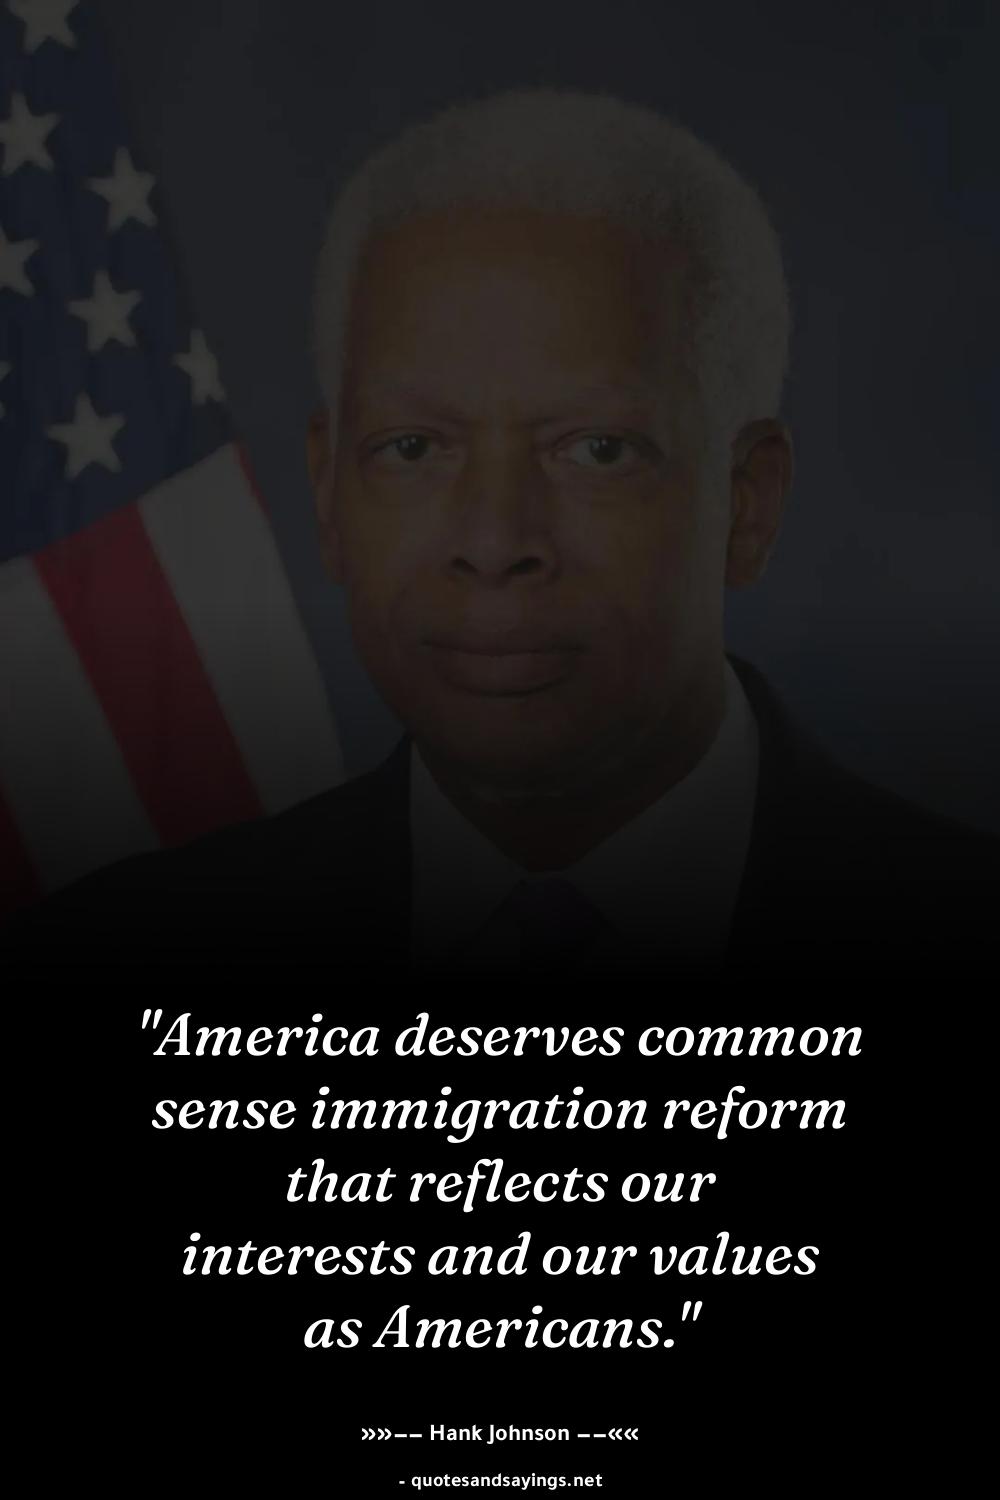 "America deserves common
sense immigration reform
that reflects our
interests and our values
as Americans."
»»–– Hank Johnson ––««
- quotesandsayings.net